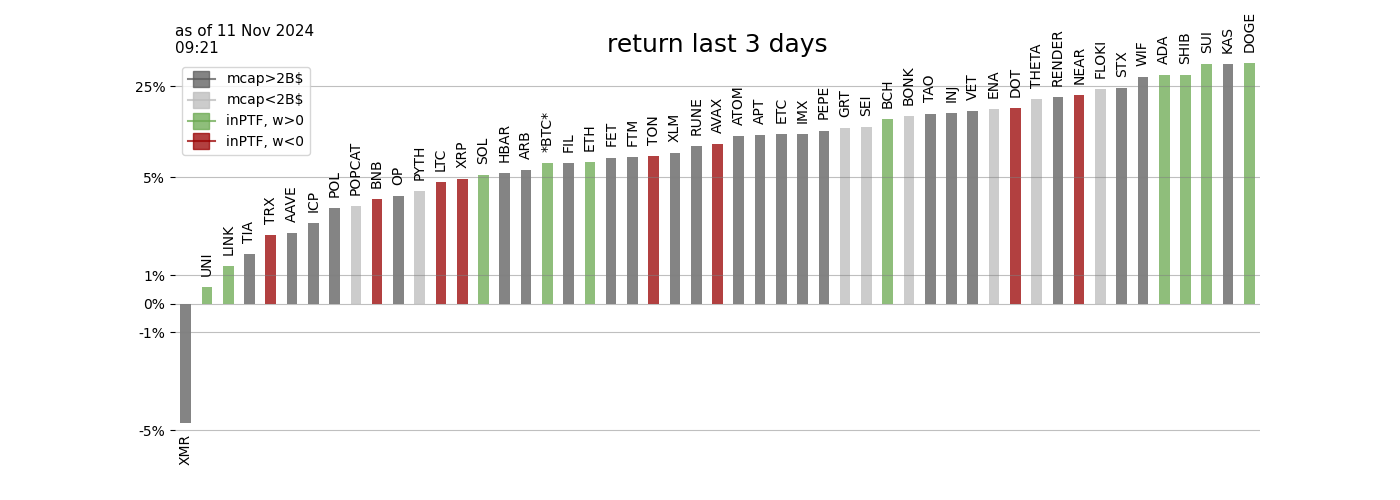 as of 11 Nov 2024
09:21
return last 3 days
mcap>2B$
mcap<2B$
inPTF, w>0
inPTF, w<0
25%
5%
1%
0%
-1%
-5%
XMR
UNI
LINK
TIA
TRX
AAVE
ICP
POL
POPCAT
BNB
OP
PYTH
LTC
XRP
SOL
HBAR
ARB
*BTC*
FIL
ETH
FET
FTM
TON
XLM
RUNE
AVAX
ATOM
APT
ETC
IMX
PEPE
GRT
SEI
BCH
BONK
TAO
INJ
VET
ENA
DOT
THETA
RENDER
NEAR
FLOKI
STX
WIF
ADA
SHIB
SUI
KAS
DOGE